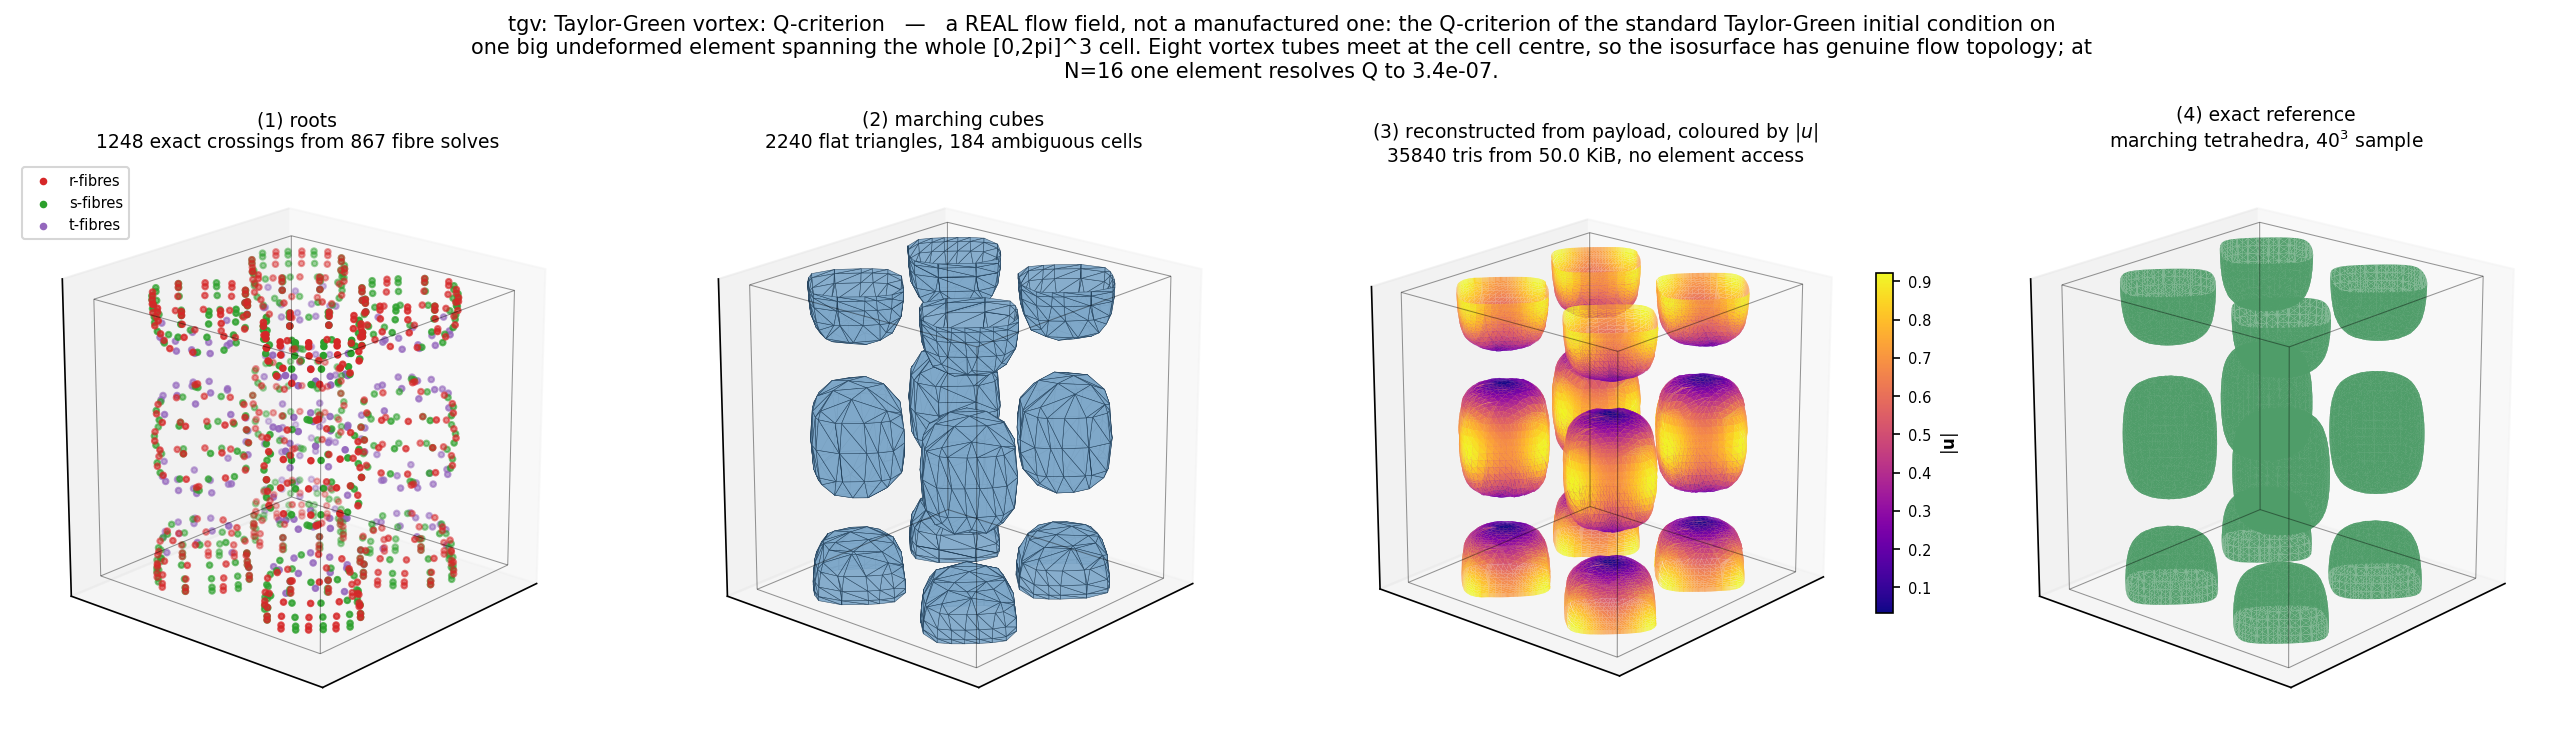 tgv: Taylor-Green vortex: Q-criterion — a REAL flow field, not a manufactured one: the Q-criterion of the standard Taylor-Green initial condition on
one big undeformed element spanning the whole [0,2pi]^3 cell. Eight vortex tubes meet at the cell centre, so the isosurface has genuine flow topology; at
N=16 one element resolves Q to 3.4e-07.
(1) roots
1248 exact crossings from 867 fibre solves
r-fibres
s-fibres
t-fibres
(2) marching cubes
2240 flat triangles, 184 ambiguous cells
(3) reconstructed from payload, coloured by |u|
35840 tris from 50.0 KiB, no element access
0.9
0.8
0.7
0.6
0.5
0.4
0.3
0.2
0.1
|u|
(4) exact reference
marching tetrahedra, 40³ sample